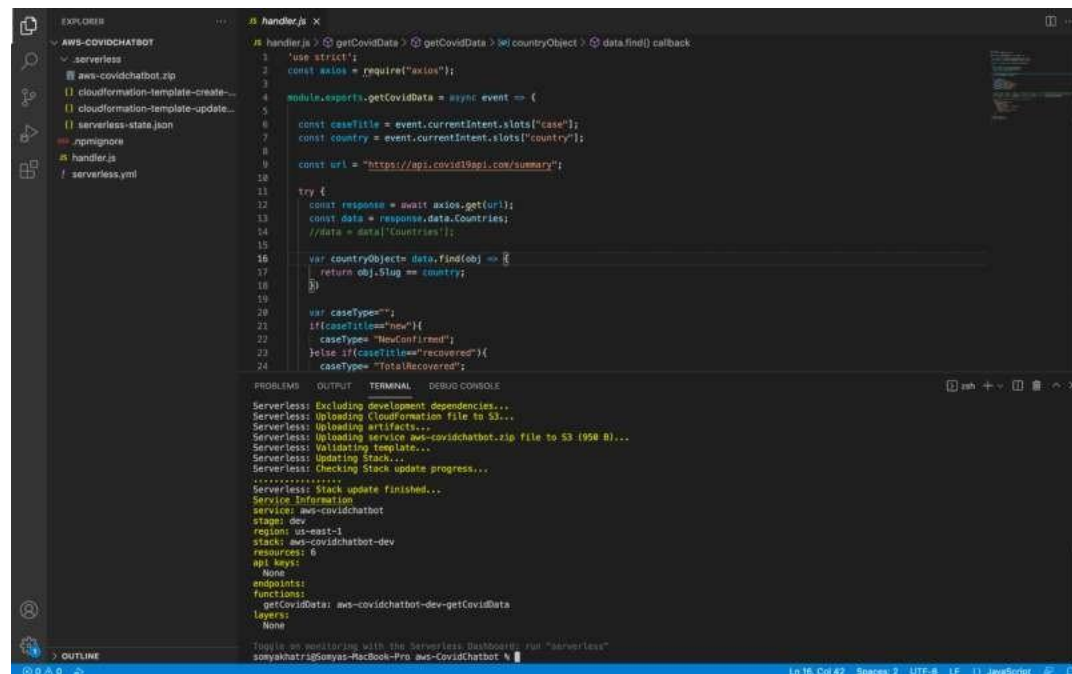 EXPLORER
AWS-COVIDCHATBOT
.serverless
aws-covidchatbot.zip
{} cloudformation-template-create-...
{} cloudformation-template-update...
{} serverless-state.json
.npmignore
JS handler.js
! serverless.yml
OUTLINE
JS handler.js ×
JS handler.js > getCovidData > getCovidData > countryObject > data.find() callback
1 'use strict';
2 const axios = require("axios");
3
4 module.exports.getCovidData = async event => {
5
6 const caseTitle = event.currentIntent.slots["case"];
7 const country = event.currentIntent.slots["country"];
8
9 const url = "https://api.covid19api.com/summary";
10
11 try {
12 const response = await axios.get(url);
13 const data = response.data.Countries;
14 //data = data['Countries'];
15
16 var countryObject= data.find(obj => {
17 return obj.Slug == country;
18 })
19
20 var caseType="";
21 if(caseTitle=="new"){
22 caseType= "NewConfirmed";
23 }else if(caseTitle=="recovered"){
24 caseType= "TotalRecovered";
PROBLEMS OUTPUT TERMINAL DEBUG CONSOLE
zsh
Serverless: Excluding development dependencies...
Serverless: Uploading CloudFormation file to S3...
Serverless: Uploading artifacts...
Serverless: Uploading service aws-covidchatbot.zip file to S3 (950 B)...
Serverless: Validating template...
Serverless: Updating Stack...
Serverless: Checking Stack update progress...
.................
Serverless: Stack update finished...
Service Information
service: aws-covidchatbot
stage: dev
region: us-east-1
stack: aws-covidchatbot-dev
resources: 6
api keys:
None
endpoints:
functions:
getCovidData: aws-covidchatbot-dev-getCovidData
layers:
None
Toggle on monitoring with the Serverless Dashboard: run "serverless"
somyakhatri@Somyas-MacBook-Pro aws-CovidChatbot %
0 0
Ln 16, Col 42 Spaces: 2 UTF-8 LF {} JavaScript